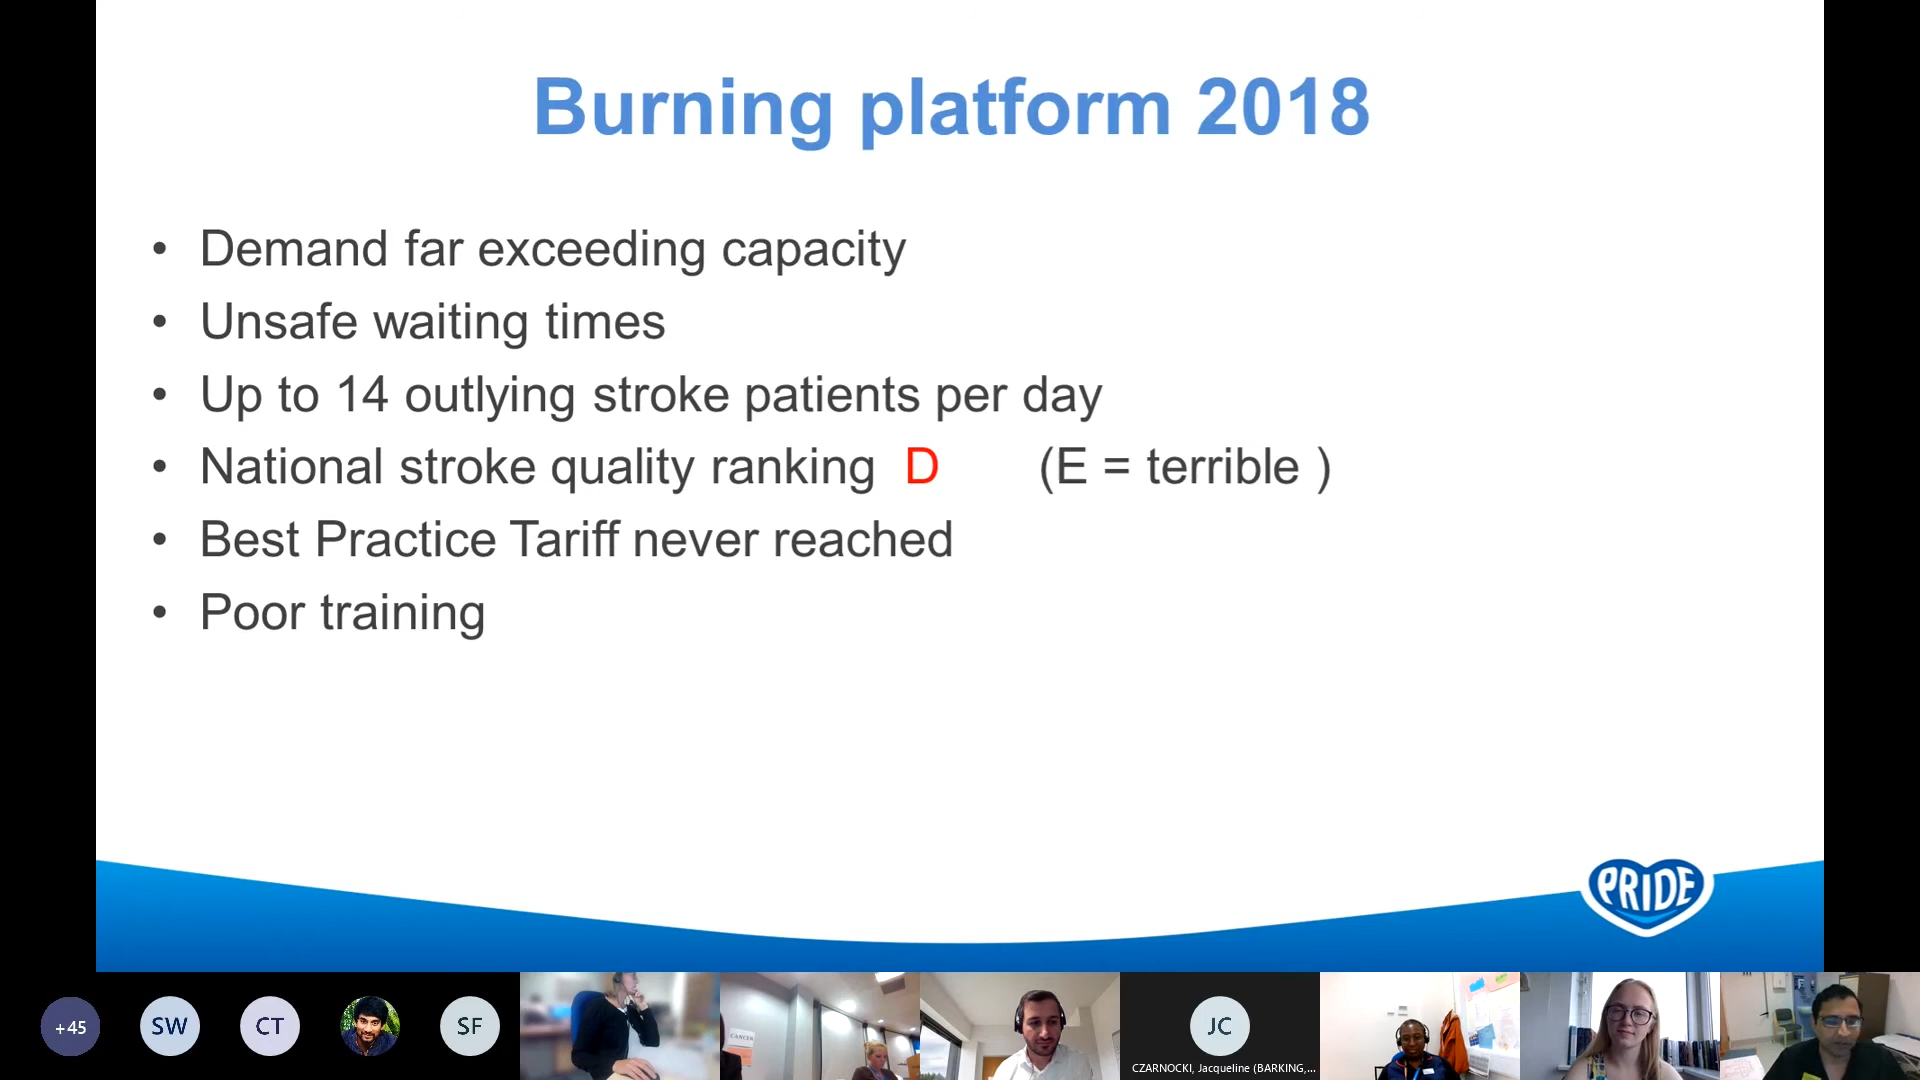 Burning platform 2018
• Demand far exceeding capacity
• Unsafe waiting times
• Up to 14 outlying stroke patients per day
• National stroke quality ranking D (E = terrible )
• Best Practice Tariff never reached
• Poor training
PRIDE
+45
SW
CT
SF
CANCER
JC
CZARNOCKI, Jacqueline (BARKING,...